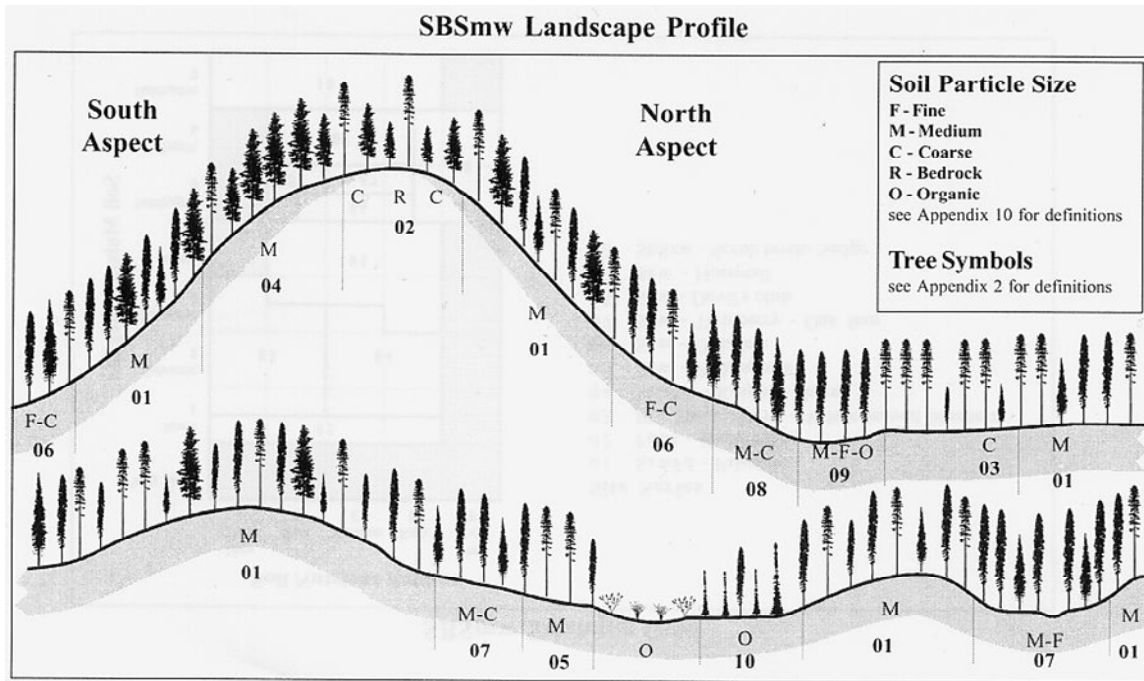 SBSmw Landscape Profile
South
Aspect
North
Aspect
Soil Particle Size
F - Fine
M - Medium
C - Coarse
R - Bedrock
O - Organic
see Appendix 10 for definitions
Tree Symbols
see Appendix 2 for definitions
C R C
02
M
04
M
01
M
01
F-C
06
F-C
06
M-C
08
M-F-O
09
C
03
M
01
M
01
M-C
07
M
05
O
O
10
M
01
M-F
07
M
01